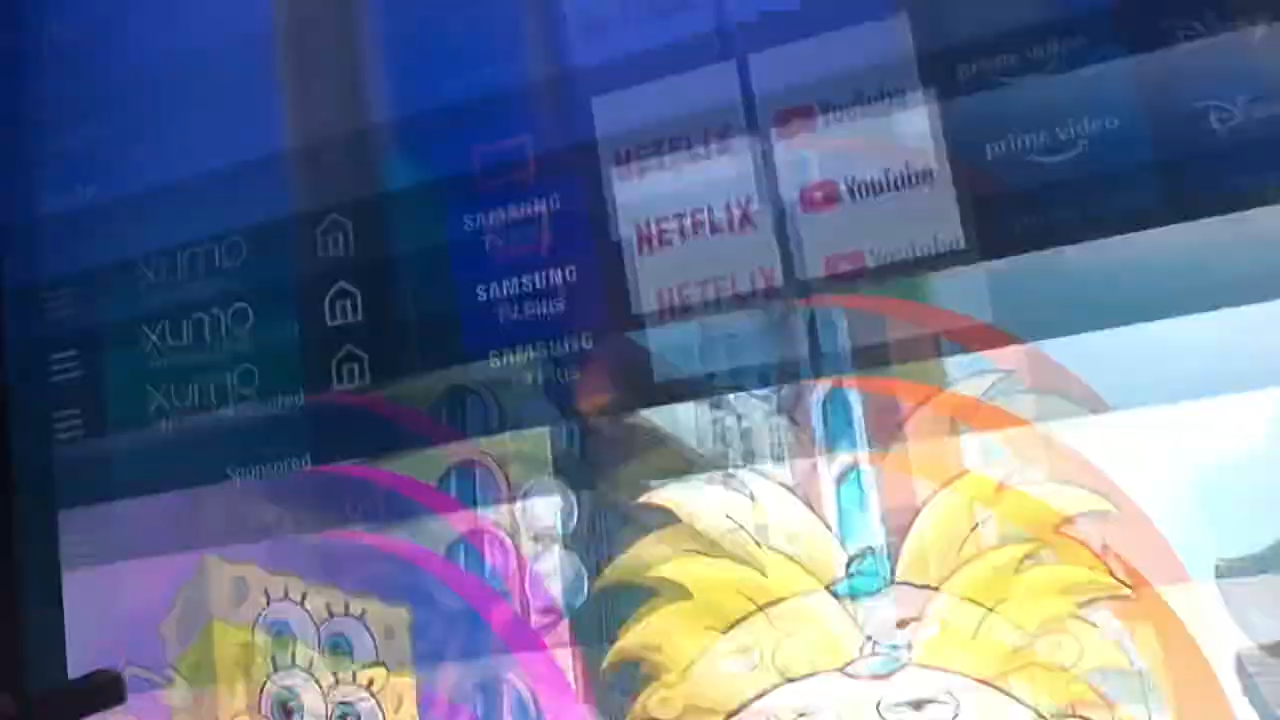 NETFLIX
YouTube
prime video
NETFLIX
YouTube
prime video
xumo
SAMSUNG
NETFLIX
YouTube
xumo
SAMSUNG
TV PLUS
xumo
SAMSUNG
Sponsored